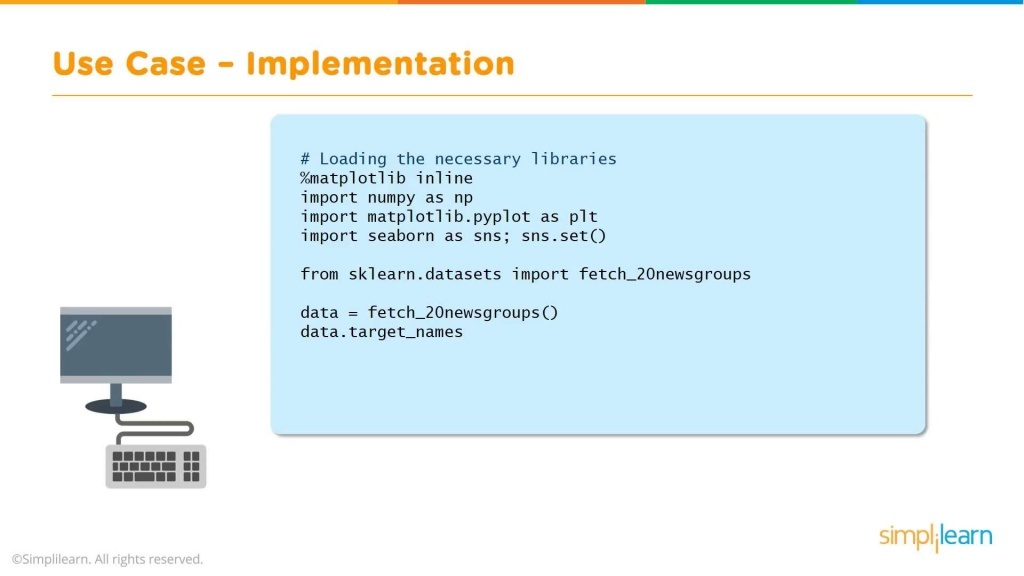 Use Case – Implementation
# Loading the necessary libraries
%matplotlib inline
import numpy as np
import matplotlib.pyplot as plt
import seaborn as sns; sns.set()
from sklearn.datasets import fetch_20newsgroups
data = fetch_20newsgroups()
data.target_names
simplilearn
©Simplilearn. All rights reserved.